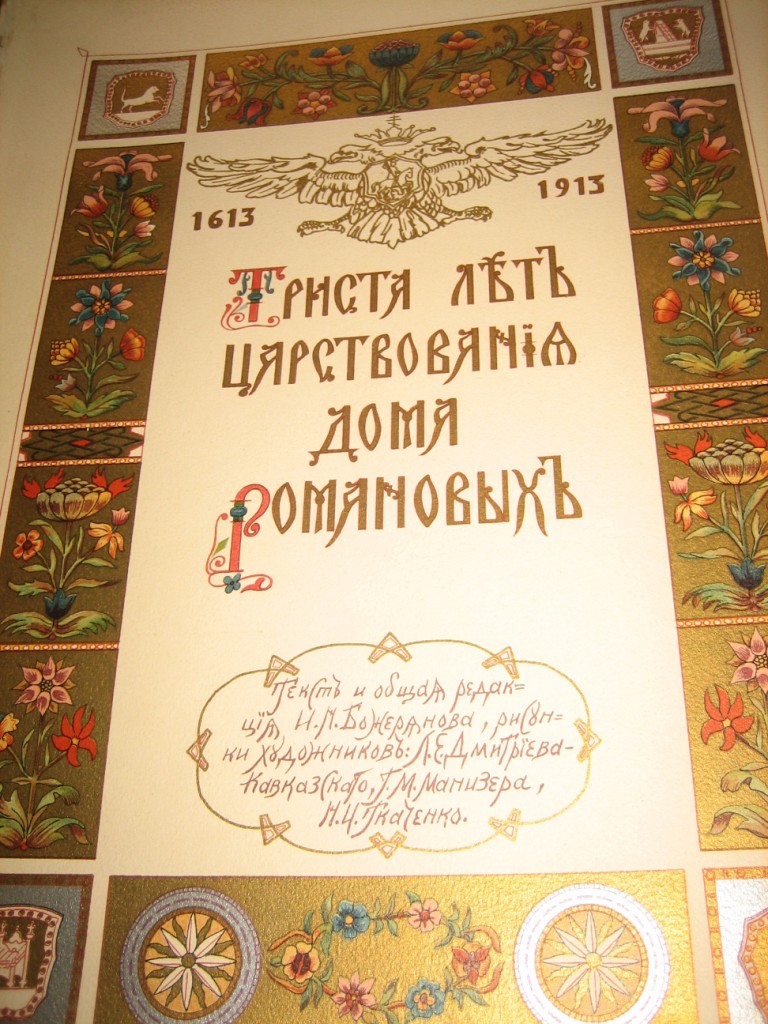 1613 1913
Триста лѣтъ
царствованія
дома
Романовыхъ
Текстъ и общая редак-
ція И.Н.Божерянова, рисун-
ки художниковъ: Л.Е.Дмитріева-
Кавказскаго, Г.М.Манизера,
Н.И.Ткаченко.